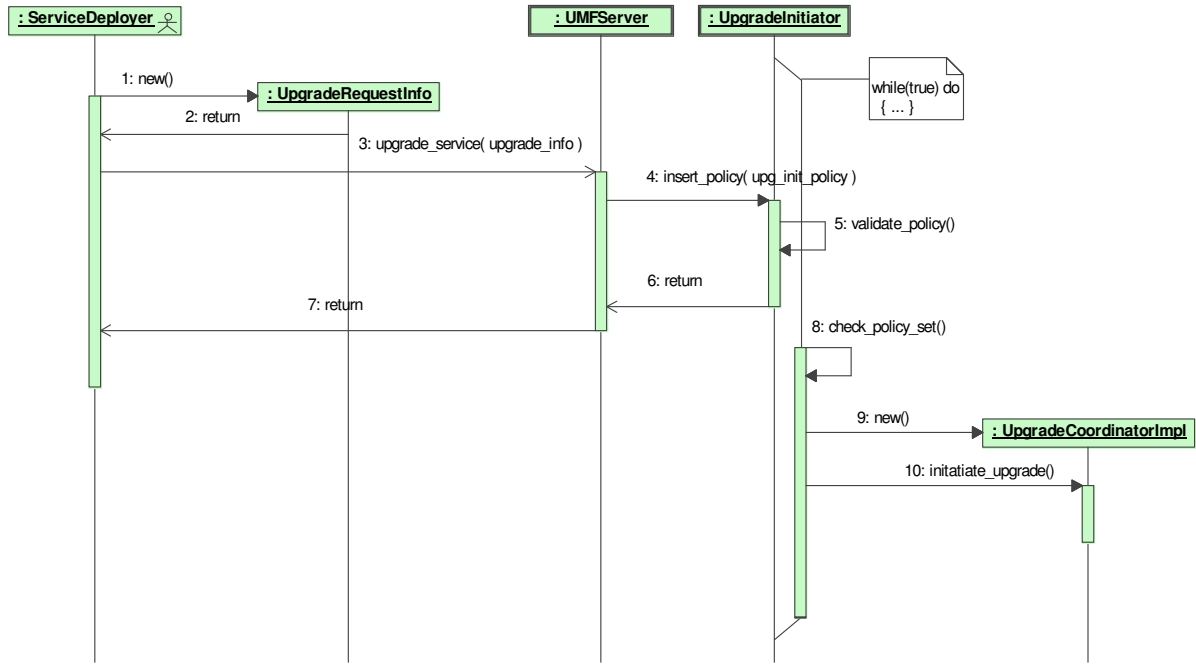 : ServiceDeployer
: UMFServer
: UpgradeInitiator
while(true) do
{ ... }
1: new()
: UpgradeRequestInfo
2: return
3: upgrade_service( upgrade_info )
4: insert_policy( upg_init_policy )
5: validate_policy()
6: return
7: return
8: check_policy_set()
9: new()
: UpgradeCoordinatorImpl
10: initatiate_upgrade()